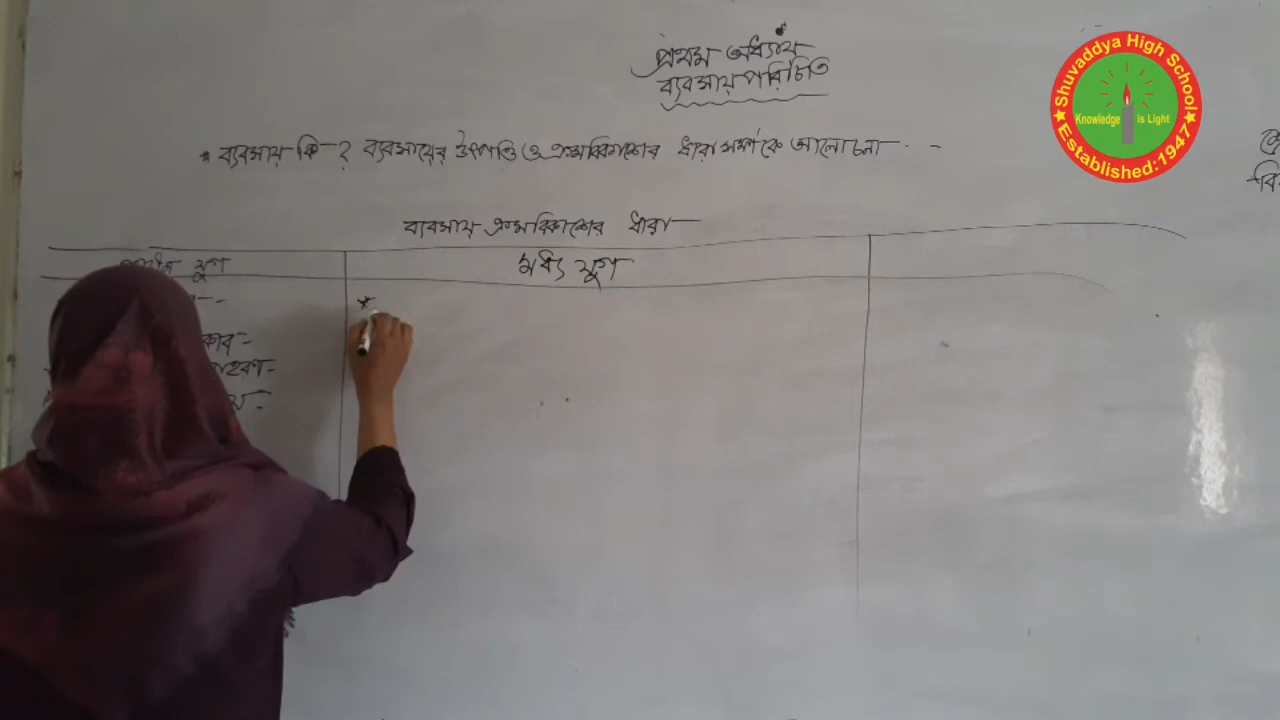 প্রথম অধ্যায়
ব্যবসায় পরিচিতি
Shuvaddya High School
Knowledge is Light
Established:1947
* ব্যবসায় কি ? ব্যবসায়ের উৎপত্তি ও ক্রমবিকাশের ধারা সম্পর্কে আলোচনা
ব্যবসায় ক্রমবিকাশের ধারা
যুগ
মধ্য যুগ
*